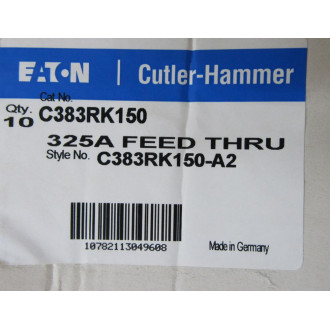 EATON Cutler-Hammer
Cat No.
Qty. C383RK150
10
325A FEED THRU
Style No. C383RK150-A2
10782113049608
Made in Germany